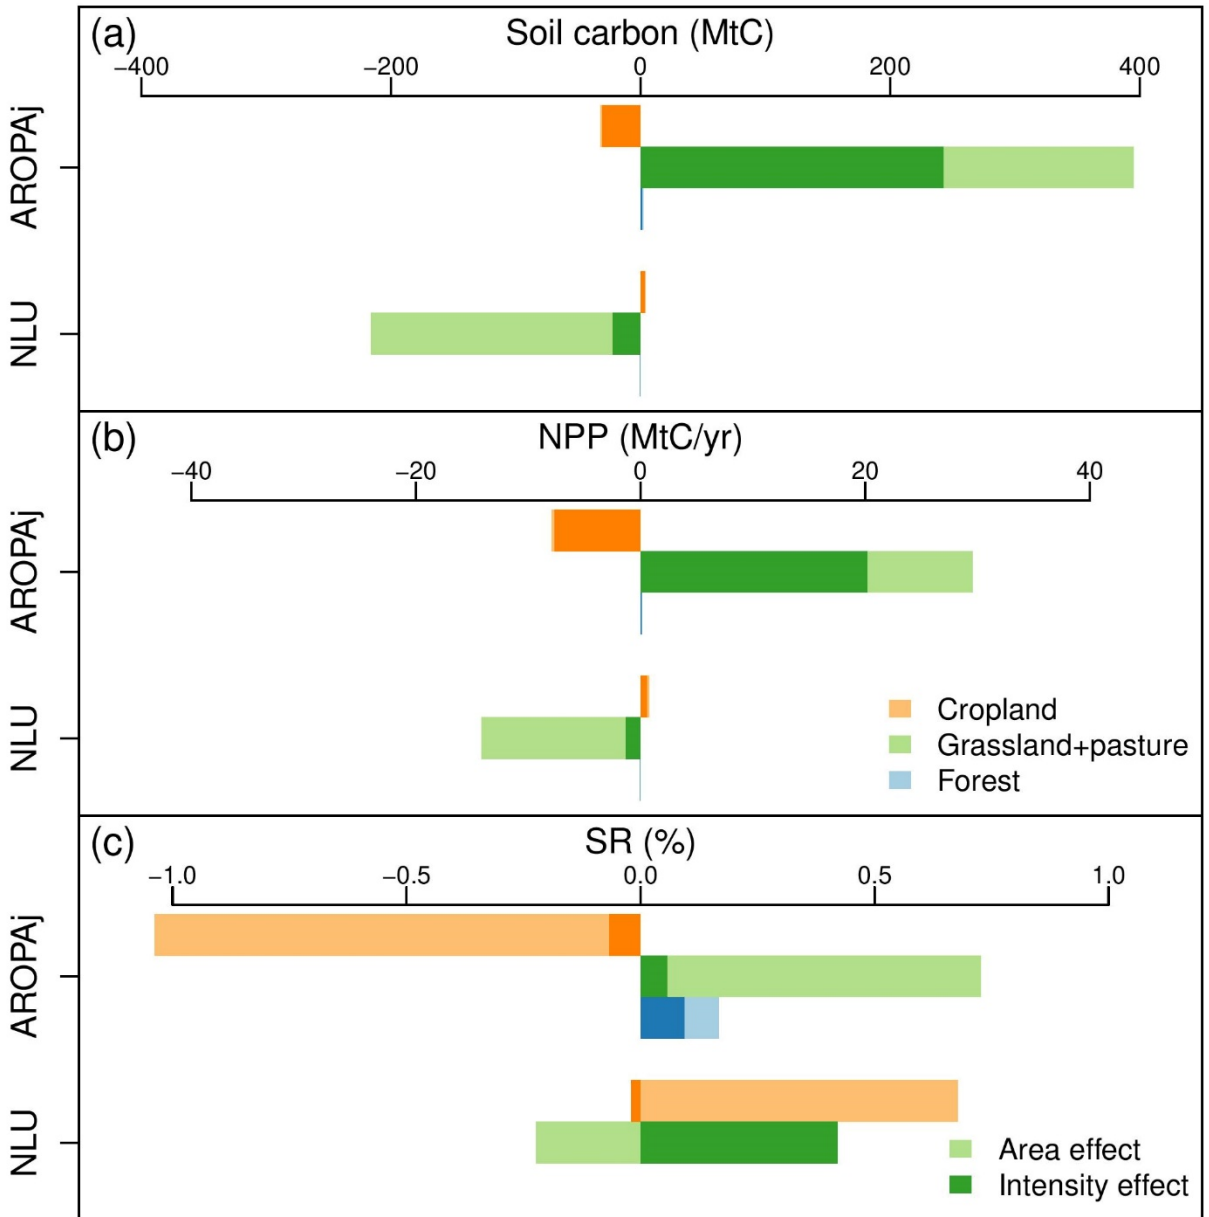 (a)
Soil carbon (MtC)
−400 −200 0 200 400
AROPAj
NLU
(b)
NPP (MtC/yr)
−40 −20 0 20 40
AROPAj
NLU
Cropland
Grassland+pasture
Forest
(c)
SR (%)
−1.0 −0.5 0.0 0.5 1.0
AROPAj
NLU
Area effect
Intensity effect